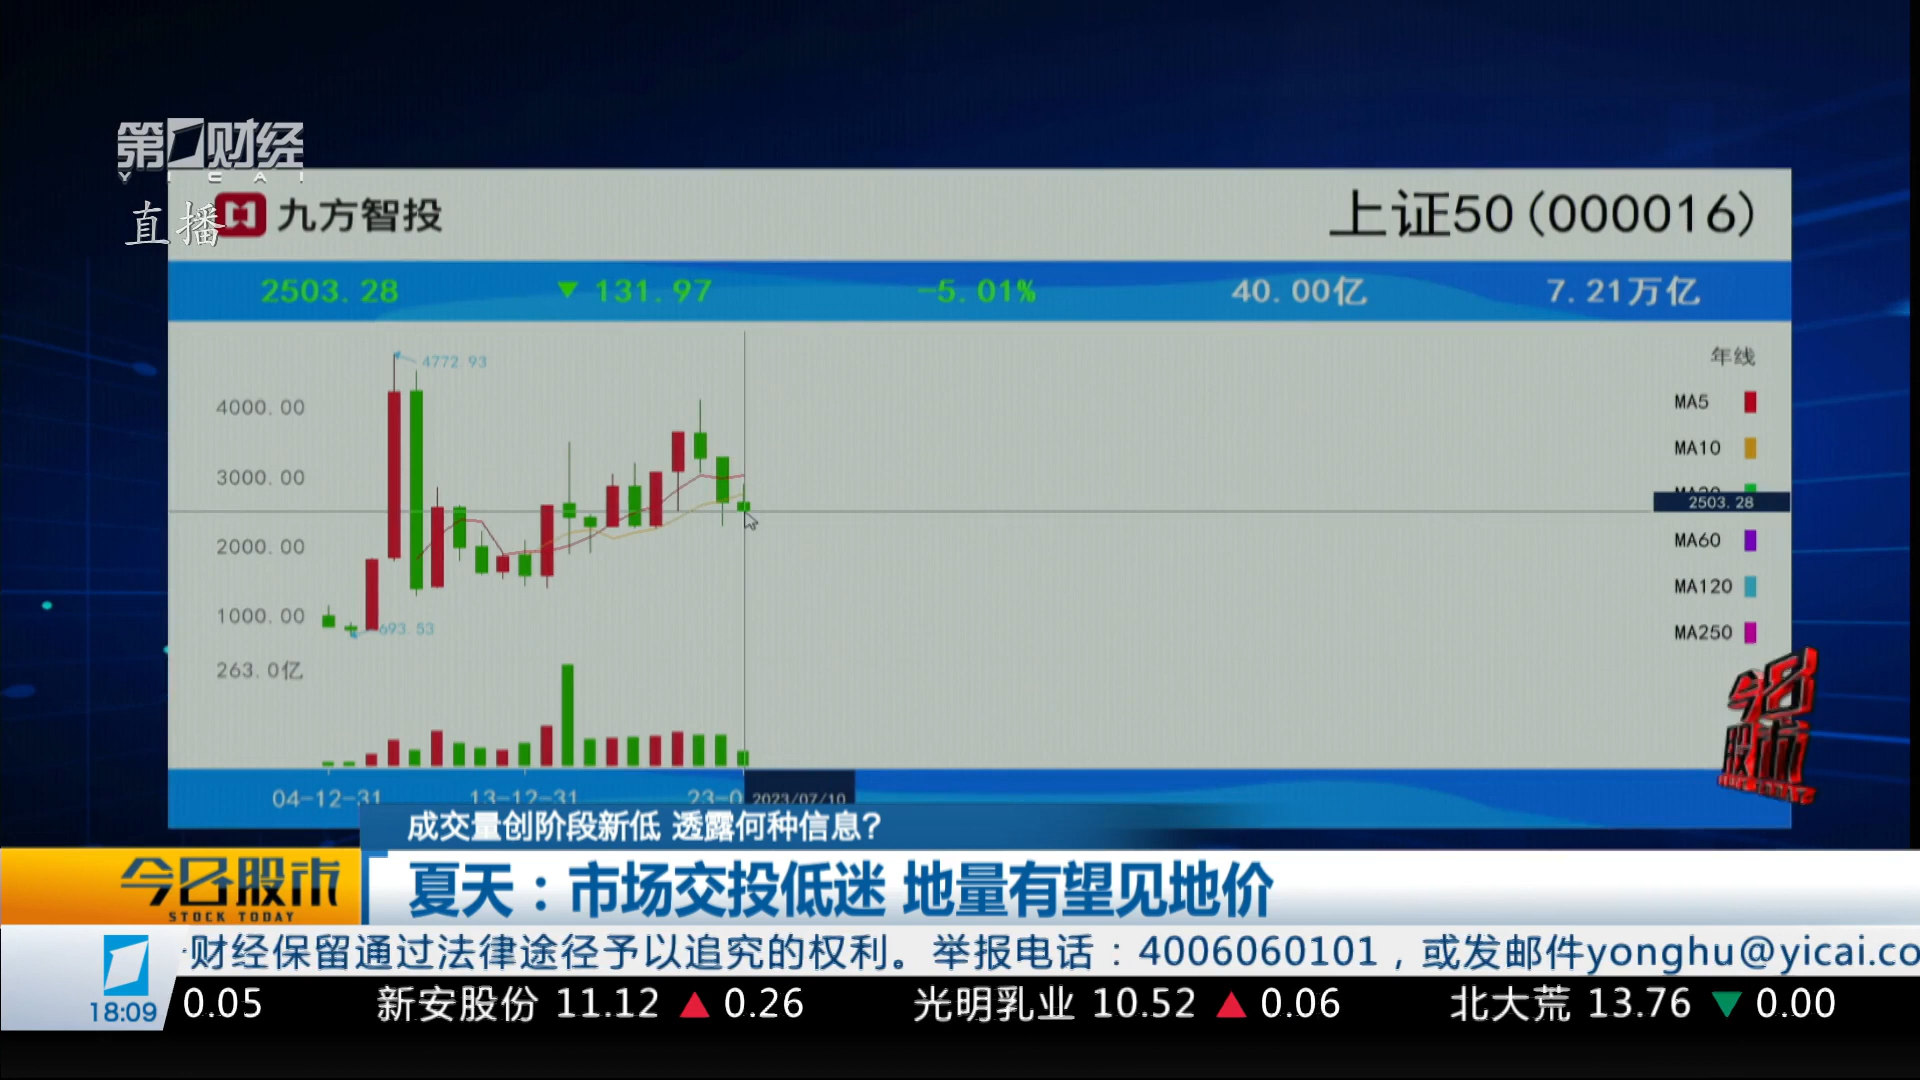 第一财经
YICAI
直播
九方智投
上证50(000016)
2503.28 ▼131.97 -5.01% 40.00亿 7.21万亿
年线
4772.93
4000.00
3000.00
2000.00
1000.00
693.53
263.0亿
MA5
MA10
2503.28
MA60
MA120
MA250
04-12-31 13-12-31 23-0 2023/07/10
今日股市
成交量创阶段新低 透露何种信息?
今日股市
STOCK TODAY
夏天：市场交投低迷 地量有望见地价
财经保留通过法律途径予以追究的权利。举报电话：4006060101，或发邮件yonghu@yicai.co
18:09
0.05 新安股份 11.12 ▲ 0.26 光明乳业 10.52 ▲ 0.06 北大荒 13.76 ▼ 0.00